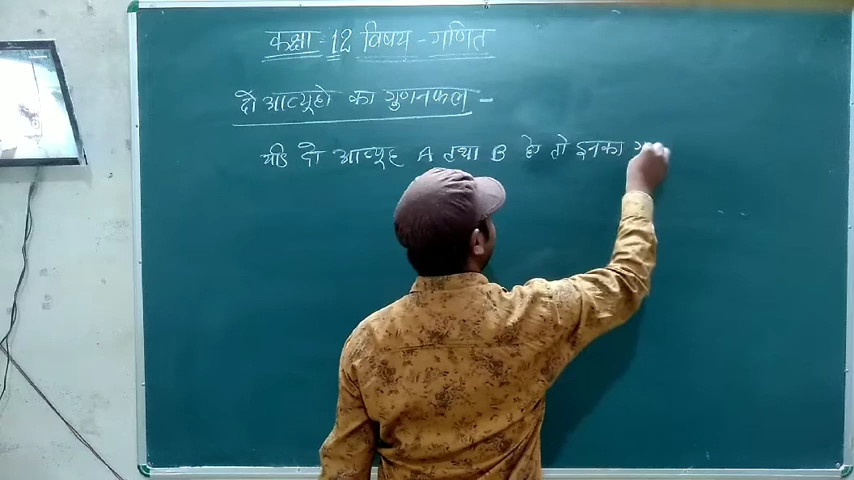 कक्षा = 12 विषय - गणित
दो आव्यूहो का गुणनफल -
यदि दो आव्यूह A तथा B हो तो इनका